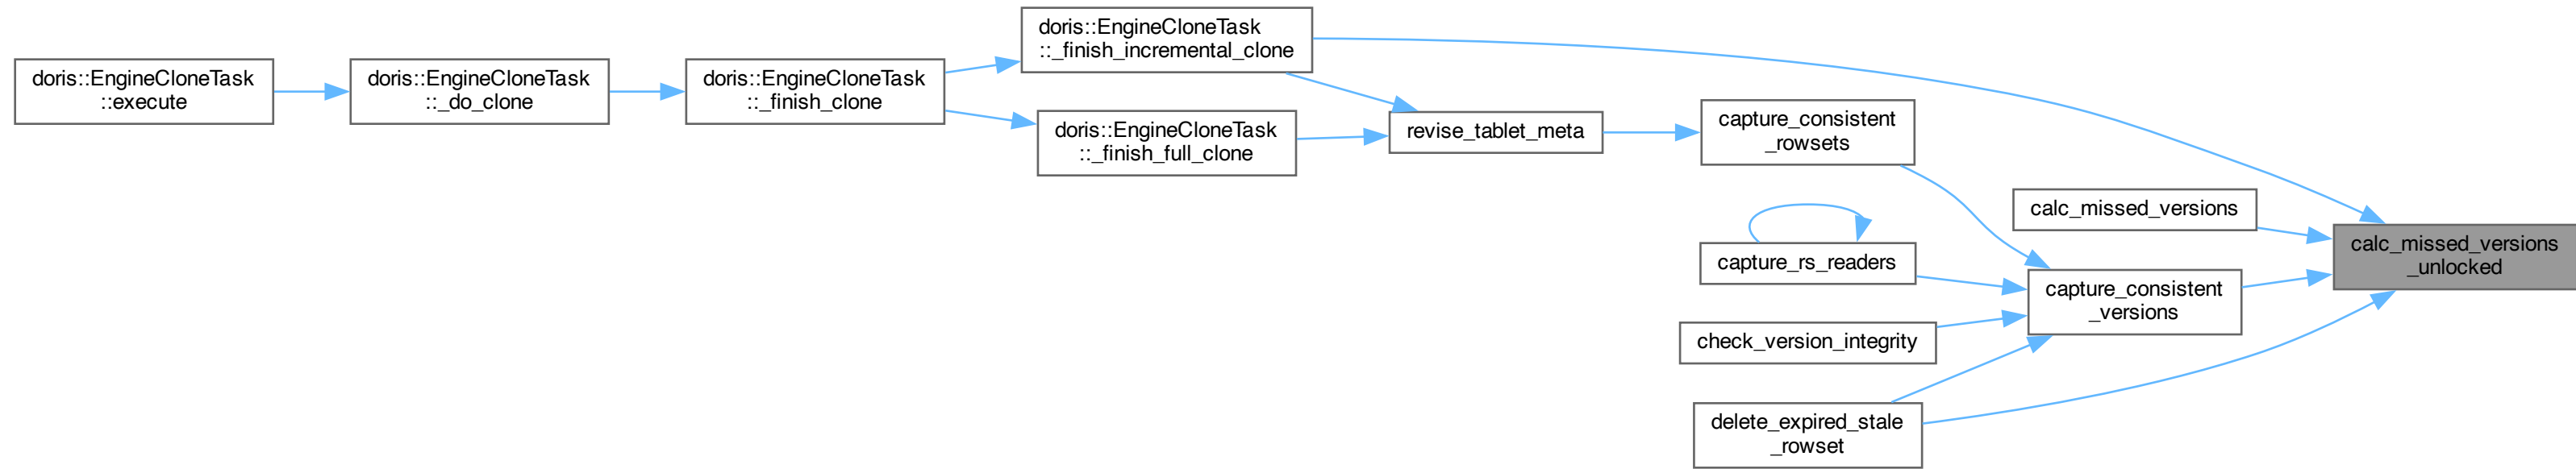 doris::EngineCloneTask
::execute
doris::EngineCloneTask
::_do_clone
doris::EngineCloneTask
::_finish_clone
doris::EngineCloneTask
::_finish_incremental_clone
doris::EngineCloneTask
::_finish_full_clone
revise_tablet_meta
capture_consistent
_rowsets
capture_rs_readers
check_version_integrity
delete_expired_stale
_rowset
calc_missed_versions
capture_consistent
_versions
calc_missed_versions
_unlocked